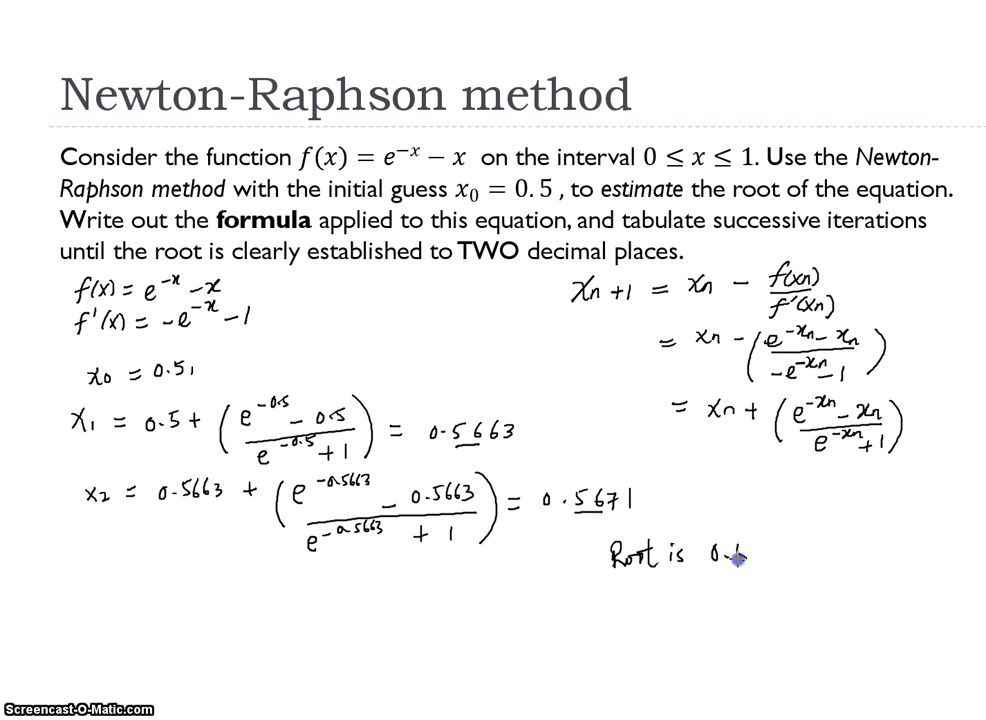 Newton-Raphson method
Consider the function f(x) = e^{-x} − x on the interval 0 ≤ x ≤ 1. Use the Newton-
Raphson method with the initial guess x₀ = 0.5 , to estimate the root of the equation.
Write out the formula applied to this equation, and tabulate successive iterations
until the root is clearly established to TWO decimal places.
f(x) = e^{-x} - x
f'(x) = -e^{-x} - 1
x_{n+1} = x_n - f(x_n)/f'(x_n)
= x_n - ((e^{-x_n} - x_n)/(-e^{-x_n} - 1))
= x_n + ((e^{-x_n} - x_n)/(e^{-x_n} + 1))
x₀ = 0.5,
x₁ = 0.5 + ((e^{-0.5} - 0.5)/(e^{-0.5} + 1)) = 0.5663
x₂ = 0.5663 + ((e^{-0.5663} - 0.5663)/(e^{-0.5663} + 1)) = 0.5671
Root is 0.
Screencast-O-Matic.com